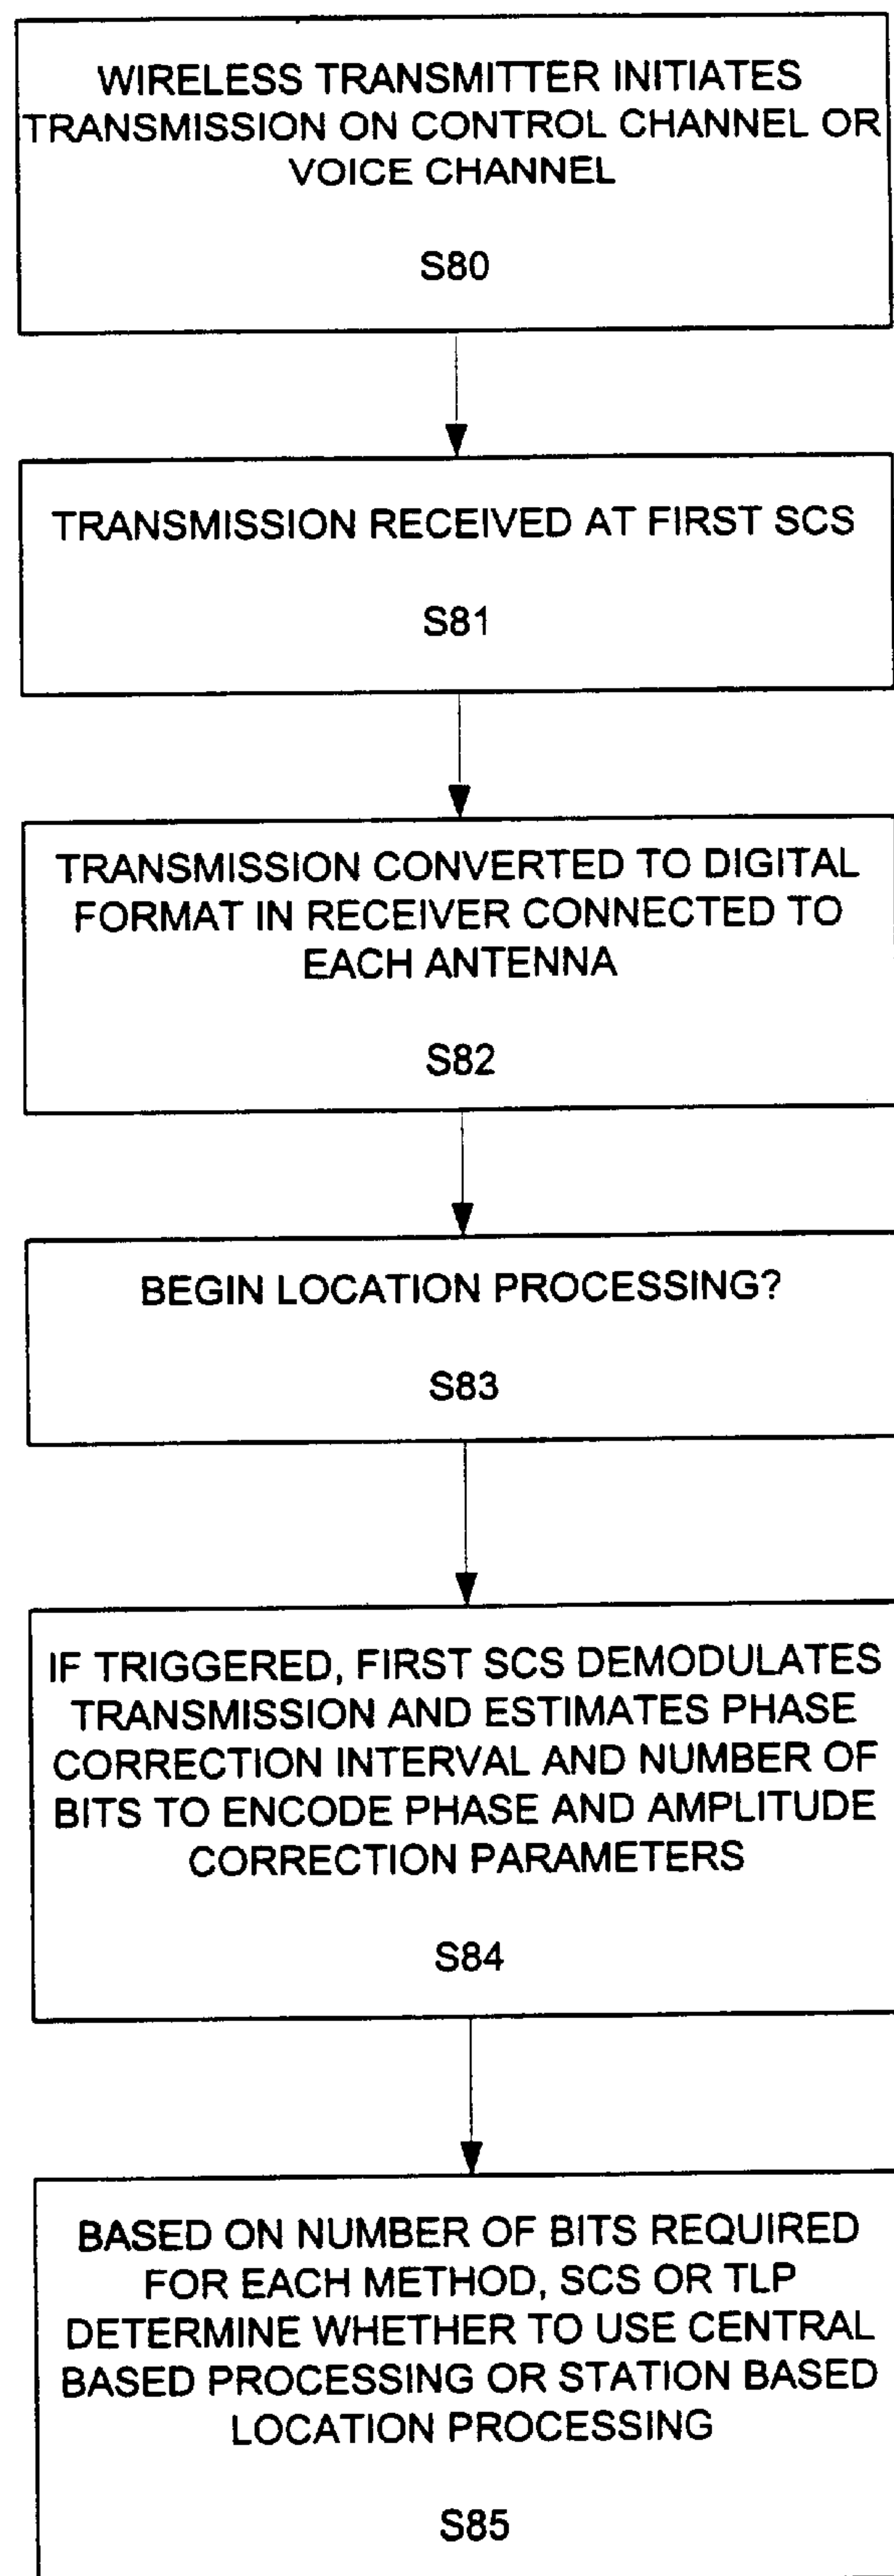 WIRELESS TRANSMITTER INITIATES
TRANSMISSION ON CONTROL CHANNEL OR
VOICE CHANNEL
S80
TRANSMISSION RECEIVED AT FIRST SCS
S81
TRANSMISSION CONVERTED TO DIGITAL
FORMAT IN RECEIVER CONNECTED TO
EACH ANTENNA
S82
BEGIN LOCATION PROCESSING?
S83
IF TRIGGERED, FIRST SCS DEMODULATES
TRANSMISSION AND ESTIMATES PHASE
CORRECTION INTERVAL AND NUMBER OF
BITS TO ENCODE PHASE AND AMPLITUDE
CORRECTION PARAMETERS
S84
BASED ON NUMBER OF BITS REQUIRED
FOR EACH METHOD, SCS OR TLP
DETERMINE WHETHER TO USE CENTRAL
BASED PROCESSING OR STATION BASED
LOCATION PROCESSING
S85